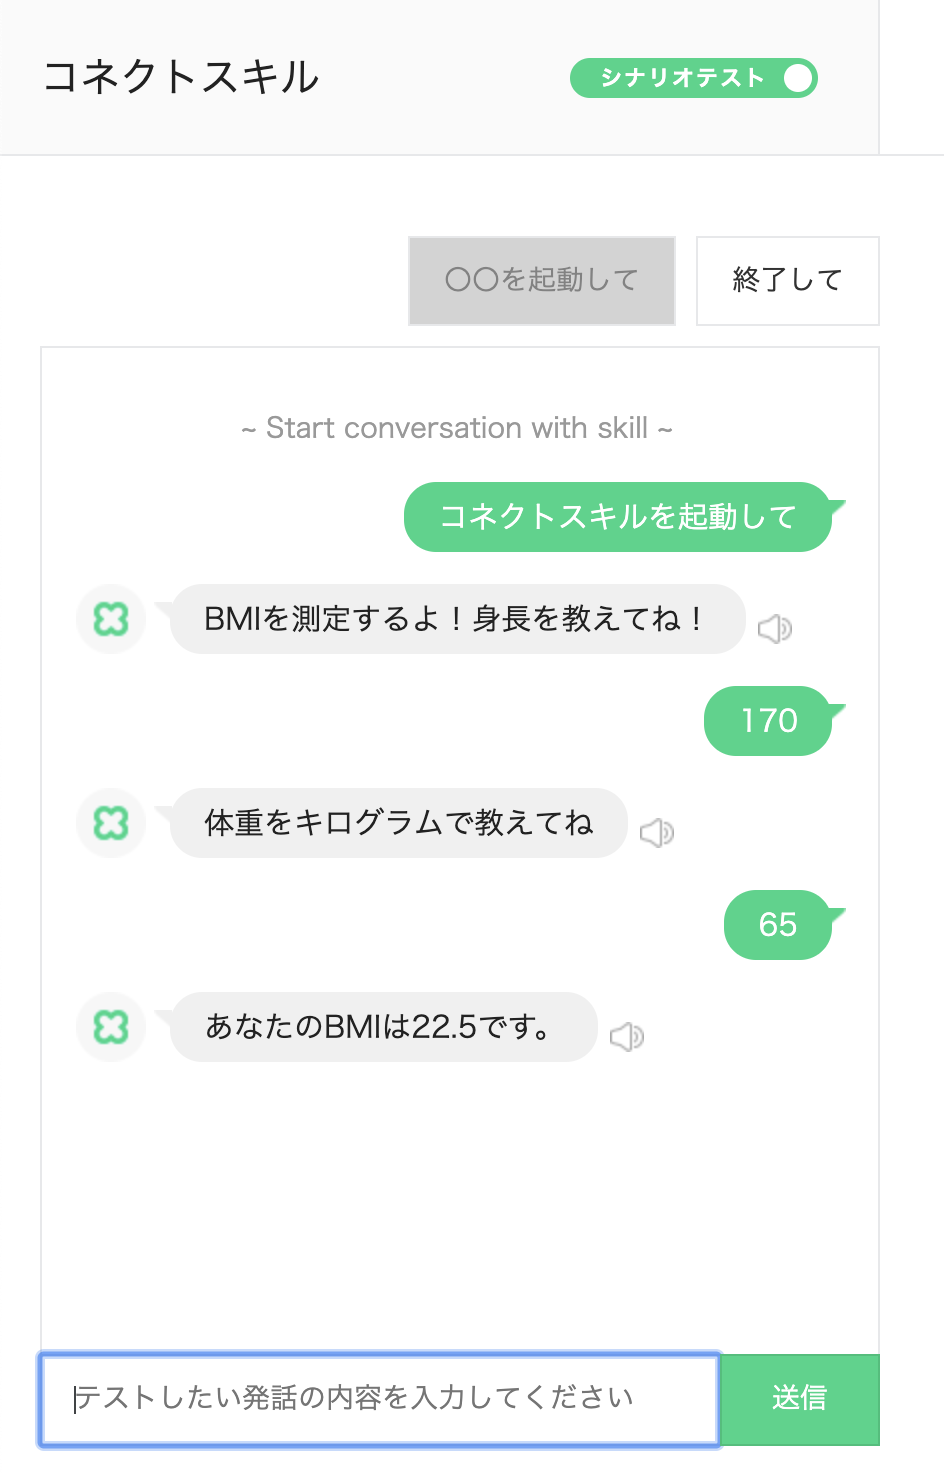 コネクトスキル
シナリオテスト
〇〇を起動して
終了して
~ Start conversation with skill ~
コネクトスキルを起動して
BMIを測定するよ！身長を教えてね！
170
体重をキログラムで教えてね
65
あなたのBMIは22.5です。
テストしたい発話の内容を入力してください
送信